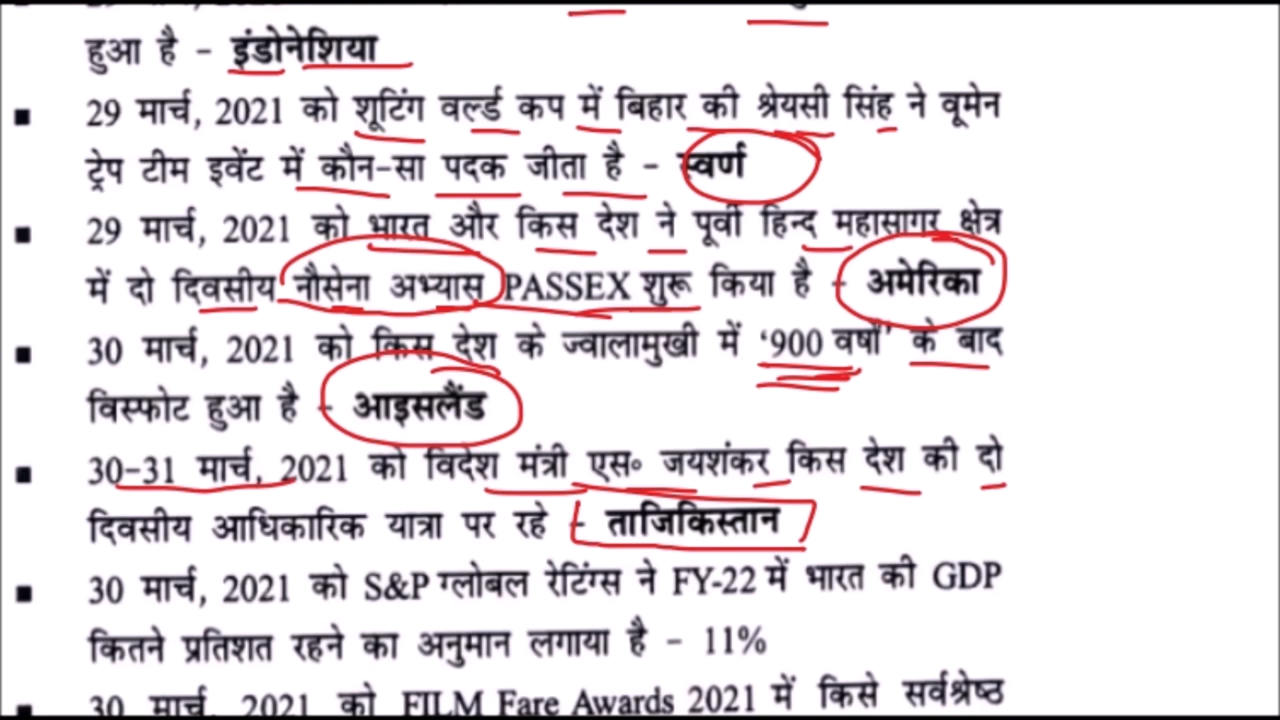 हुआ है - इंडोनेशिया
■ 29 मार्च, 2021 को शूटिंग वर्ल्ड कप में बिहार की श्रेयसी सिंह ने वूमेन
ट्रेप टीम इवेंट में कौन-सा पदक जीता है - स्वर्ण
■ 29 मार्च, 2021 को भारत और किस देश ने पूर्वी हिन्द महासागर क्षेत्र
में दो दिवसीय नौसेना अभ्यास PASSEX शुरू किया है - अमेरिका
■ 30 मार्च, 2021 को किस देश के ज्वालामुखी में ‘900 वर्षों’ के बाद
विस्फोट हुआ है - आइसलैंड
■ 30-31 मार्च, 2021 को विदेश मंत्री एस॰ जयशंकर किस देश की दो
दिवसीय आधिकारिक यात्रा पर रहे - ताजिकिस्तान
■ 30 मार्च, 2021 को S&P ग्लोबल रेटिंग्स ने FY-22 में भारत की GDP
कितने प्रतिशत रहने का अनुमान लगाया है - 11%
■ 30 मार्च, 2021 को FILM Fare Awards 2021 में किसे सर्वश्रेष्ठ